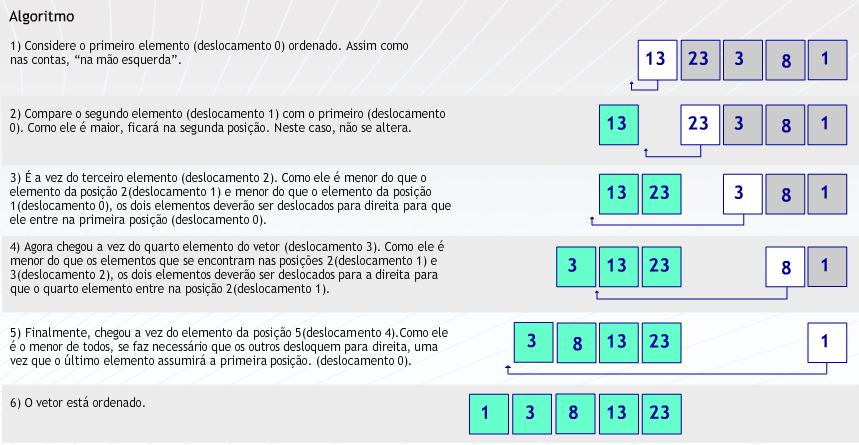 Algoritmo
1) Considere o primeiro elemento (deslocamento 0) ordenado. Assim como
nas contas, “na mão esquerda”.
13 23 3 8 1
2) Compare o segundo elemento (deslocamento 1) com o primeiro (deslocamento
0). Como ele é maior, ficará na segunda posição. Neste caso, não se altera.
13 23 3 8 1
3) É a vez do terceiro elemento (deslocamento 2). Como ele é menor do que o
elemento da posição 2(deslocamento 1) e menor do que o elemento da posição
1(deslocamento 0), os dois elementos deverão ser deslocados para direita para que
ele entre na primeira posição (deslocamento 0).
13 23 3 8 1
4) Agora chegou a vez do quarto elemento do vetor (deslocamento 3). Como ele é
menor do que os elementos que se encontram nas posições 2(deslocamento 1) e
3(deslocamento 2), os dois elementos deverão ser deslocados para a direita para
que o quarto elemento entre na posição 2(deslocamento 1).
3 13 23 8 1
5) Finalmente, chegou a vez do elemento da posição 5(deslocamento 4).Como ele
é o menor de todos, se faz necessário que os outros desloquem para direita, uma
vez que o último elemento assumirá a primeira posição. (deslocamento 0).
3 8 13 23 1
6) O vetor está ordenado.
1 3 8 13 23